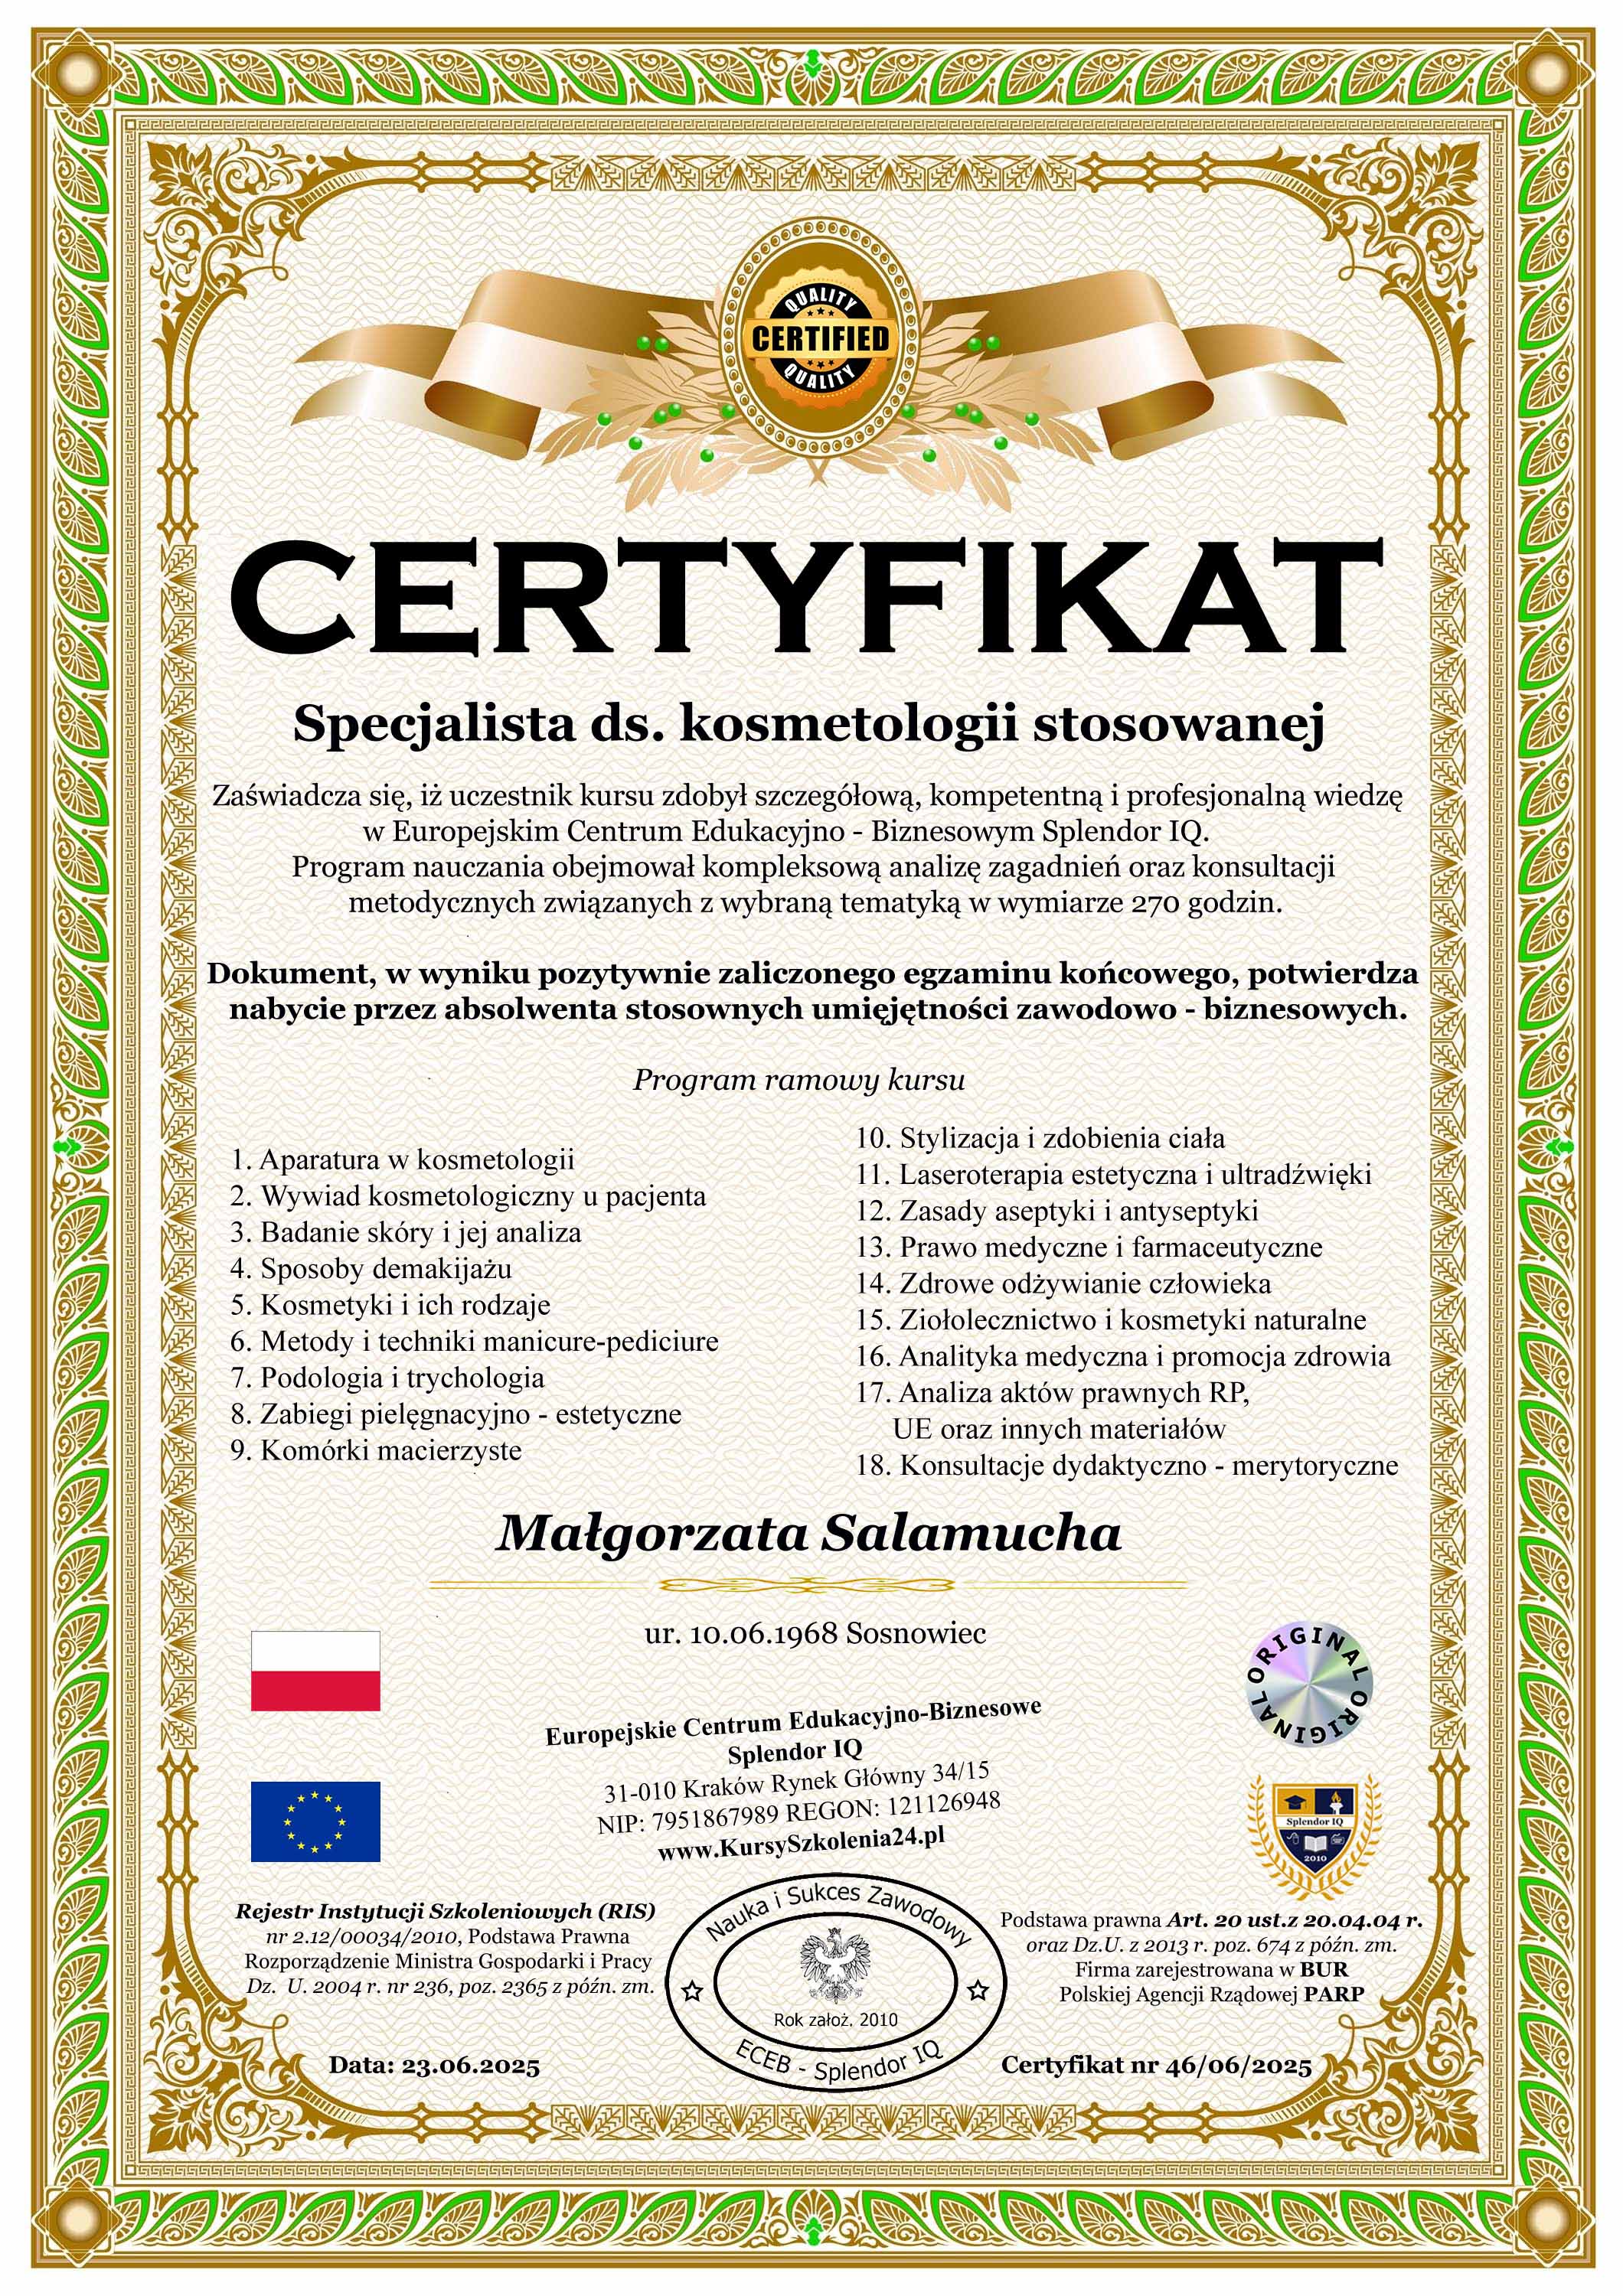 QUALITY
CERTIFIED
QUALITY
CERTYFIKAT
Specjalista ds. kosmetologii stosowanej
Zaświadcza się, iż uczestnik kursu zdobył szczegółową, kompetentną i profesjonalną wiedzę
w Europejskim Centrum Edukacyjno - Biznesowym Splendor IQ.
Program nauczania obejmował kompleksową analizę zagadnień oraz konsultacji
metodycznych związanych z wybraną tematyką w wymiarze 270 godzin.
Dokument, w wyniku pozytywnie zaliczonego egzaminu końcowego, potwierdza
nabycie przez absolwenta stosownych umięjętności zawodowo - biznesowych.
Program ramowy kursu
1. Aparatura w kosmetologii
2. Wywiad kosmetologiczny u pacjenta
3. Badanie skóry i jej analiza
4. Sposoby demakijażu
5. Kosmetyki i ich rodzaje
6. Metody i techniki manicure-pediciure
7. Podologia i trychologia
8. Zabiegi pielęgnacyjno - estetyczne
9. Komórki macierzyste
10. Stylizacja i zdobienia ciała
11. Laseroterapia estetyczna i ultradźwięki
12. Zasady aseptyki i antyseptyki
13. Prawo medyczne i farmaceutyczne
14. Zdrowe odżywianie człowieka
15. Ziołolecznictwo i kosmetyki naturalne
16. Analityka medyczna i promocja zdrowia
17. Analiza aktów prawnych RP,
UE oraz innych materiałów
18. Konsultacje dydaktyczno - merytoryczne
Małgorzata Salamucha
ur. 10.06.1968 Sosnowiec
ORIGINAL ORIGINAL
Europejskie Centrum Edukacyjno-Biznesowe
Splendor IQ
31-010 Kraków Rynek Główny 34/15
NIP: 7951867989 REGON: 121126948
www.KursySzkolenia24.pl
Splendor IQ
2010
Rejestr Instytucji Szkoleniowych (RIS)
nr 2.12/00034/2010, Podstawa Prawna
Rozporządzenie Ministra Gospodarki i Pracy
Dz. U. 2004 r. nr 236, poz. 2365 z późn. zm.
Nauka i Sukces Zawodowy
Rok założ. 2010
ECEB - Splendor IQ
Podstawa prawna Art. 20 ust.z 20.04.04 r.
oraz Dz.U. z 2013 r. poz. 674 z późn. zm.
Firma zarejestrowana w BUR
Polskiej Agencji Rządowej PARP
Data: 23.06.2025
Certyfikat nr 46/06/2025